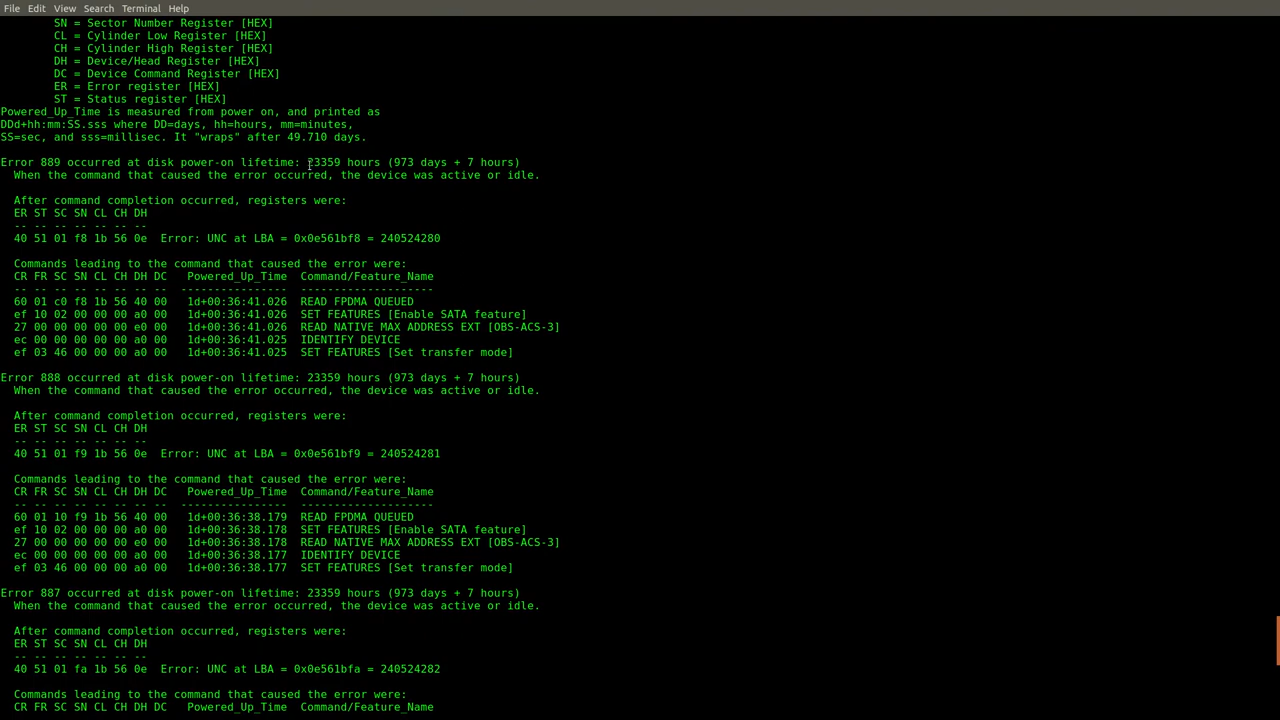 File Edit View Search Terminal Help
SN = Sector Number Register [HEX]
CL = Cylinder Low Register [HEX]
CH = Cylinder High Register [HEX]
DH = Device/Head Register [HEX]
DC = Device Command Register [HEX]
ER = Error register [HEX]
ST = Status register [HEX]
Powered_Up_Time is measured from power on, and printed as
DDd+hh:mm:SS.sss where DD=days, hh=hours, mm=minutes,
SS=sec, and sss=millisec. It "wraps" after 49.710 days.
Error 889 occurred at disk power-on lifetime: 23359 hours (973 days + 7 hours)
When the command that caused the error occurred, the device was active or idle.
After command completion occurred, registers were:
ER ST SC SN CL CH DH
-- -- -- -- -- -- --
40 51 01 f8 1b 56 0e  Error: UNC at LBA = 0x0e561bf8 = 240524280
Commands leading to the command that caused the error were:
CR FR SC SN CL CH DH DC   Powered_Up_Time  Command/Feature_Name
-- -- -- -- -- -- -- --  ----------------  --------------------
60 01 c0 f8 1b 56 40 00   1d+00:36:41.026  READ FPDMA QUEUED
ef 10 02 00 00 00 a0 00   1d+00:36:41.026  SET FEATURES [Enable SATA feature]
27 00 00 00 00 00 e0 00   1d+00:36:41.026  READ NATIVE MAX ADDRESS EXT [OBS-ACS-3]
ec 00 00 00 00 00 a0 00   1d+00:36:41.025  IDENTIFY DEVICE
ef 03 46 00 00 00 a0 00   1d+00:36:41.025  SET FEATURES [Set transfer mode]
Error 888 occurred at disk power-on lifetime: 23359 hours (973 days + 7 hours)
When the command that caused the error occurred, the device was active or idle.
After command completion occurred, registers were:
ER ST SC SN CL CH DH
-- -- -- -- -- -- --
40 51 01 f9 1b 56 0e  Error: UNC at LBA = 0x0e561bf9 = 240524281
Commands leading to the command that caused the error were:
CR FR SC SN CL CH DH DC   Powered_Up_Time  Command/Feature_Name
-- -- -- -- -- -- -- --  ----------------  --------------------
60 01 10 f9 1b 56 40 00   1d+00:36:38.179  READ FPDMA QUEUED
ef 10 02 00 00 00 a0 00   1d+00:36:38.178  SET FEATURES [Enable SATA feature]
27 00 00 00 00 00 e0 00   1d+00:36:38.178  READ NATIVE MAX ADDRESS EXT [OBS-ACS-3]
ec 00 00 00 00 00 a0 00   1d+00:36:38.177  IDENTIFY DEVICE
ef 03 46 00 00 00 a0 00   1d+00:36:38.177  SET FEATURES [Set transfer mode]
Error 887 occurred at disk power-on lifetime: 23359 hours (973 days + 7 hours)
When the command that caused the error occurred, the device was active or idle.
After command completion occurred, registers were:
ER ST SC SN CL CH DH
-- -- -- -- -- -- --
40 51 01 fa 1b 56 0e  Error: UNC at LBA = 0x0e561bfa = 240524282
Commands leading to the command that caused the error were:
CR FR SC SN CL CH DH DC   Powered_Up_Time  Command/Feature_Name